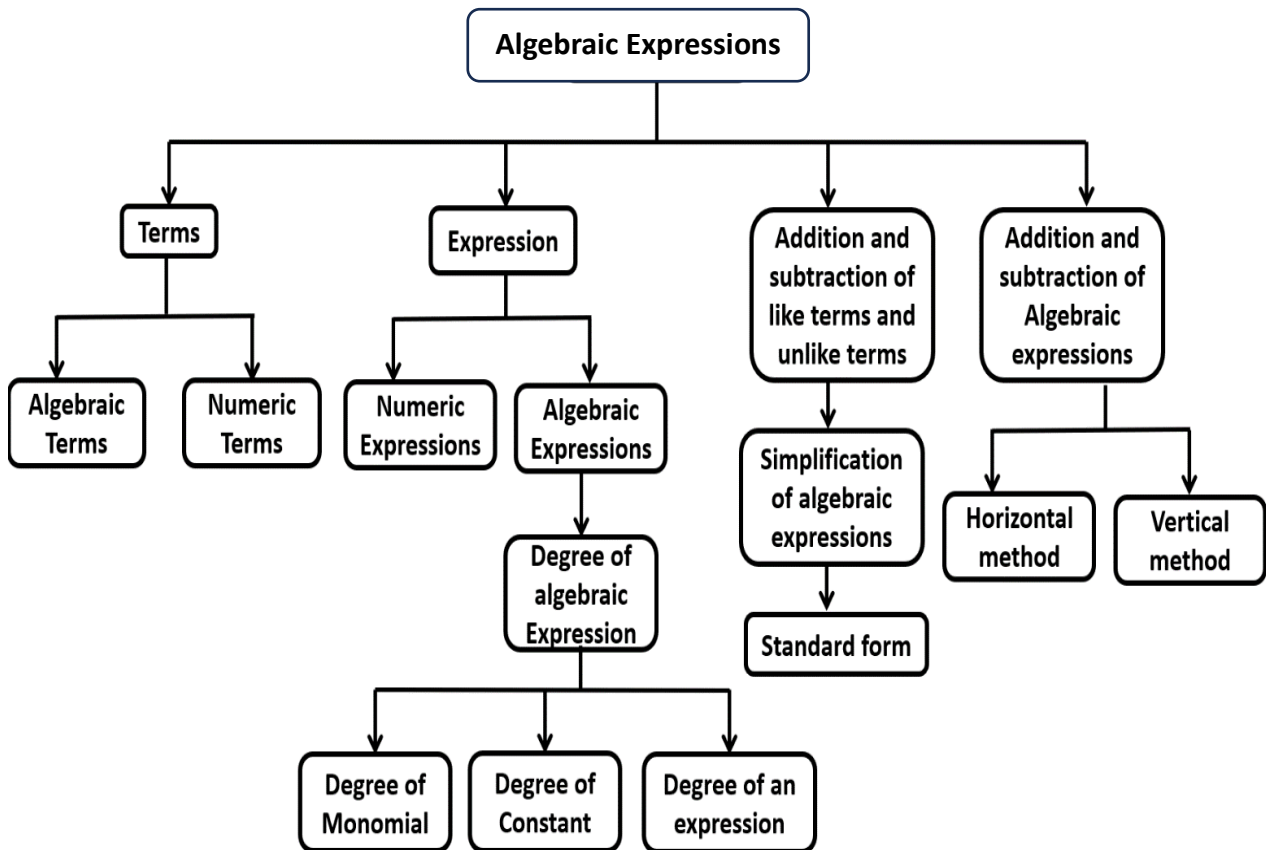 Algebraic Expressions
Terms
Expression
Addition and
subtraction of
like terms and
unlike terms
Addition and
subtraction of
Algebraic
expressions
Algebraic
Terms
Numeric
Terms
Numeric
Expressions
Algebraic
Expressions
Simplification
of algebraic
expressions
Horizontal
method
Vertical
method
Degree of
algebraic
Expression
Standard form
Degree of
Monomial
Degree of
Constant
Degree of an
expression